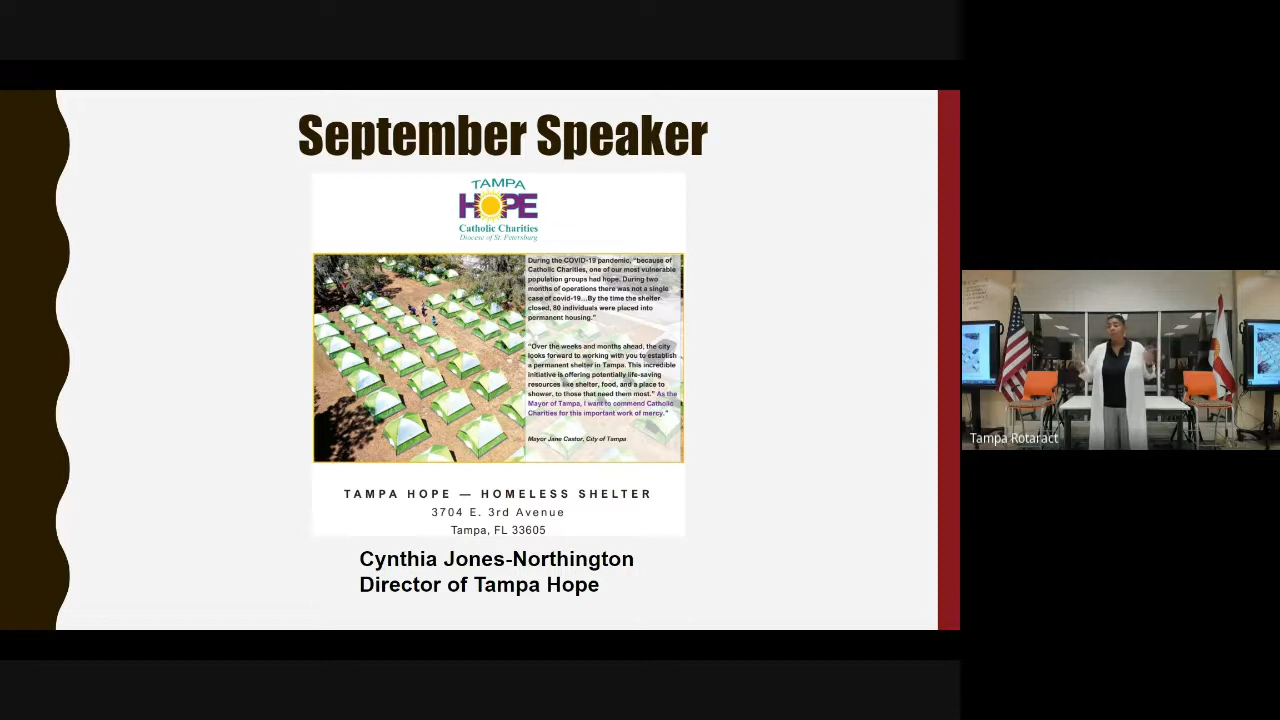 September Speaker
TAMPA
HOPE
Catholic Charities
Diocese of St. Petersburg
During the COVID-19 pandemic, "because of
Catholic Charities, one of our most vulnerable
population groups had hope. During two
months of operations there was not a single
case of covid-19...By the time the shelter
closed, 80 individuals were placed into
permanent housing."
"Over the weeks and months ahead, the city
looks forward to working with you to establish
a permanent shelter in Tampa. This incredible
initiative is offering potentially life-saving
resources like shelter, food, and a place to
shower, to those that need them most." As the
Mayor of Tampa, I want to commend Catholic
Charities for this important work of mercy."
Mayor Jane Castor, City of Tampa
TAMPA HOPE — HOMELESS SHELTER
3704 E. 3rd Avenue
Tampa, FL 33605
Cynthia Jones-Northington
Director of Tampa Hope
Tampa Rotaract